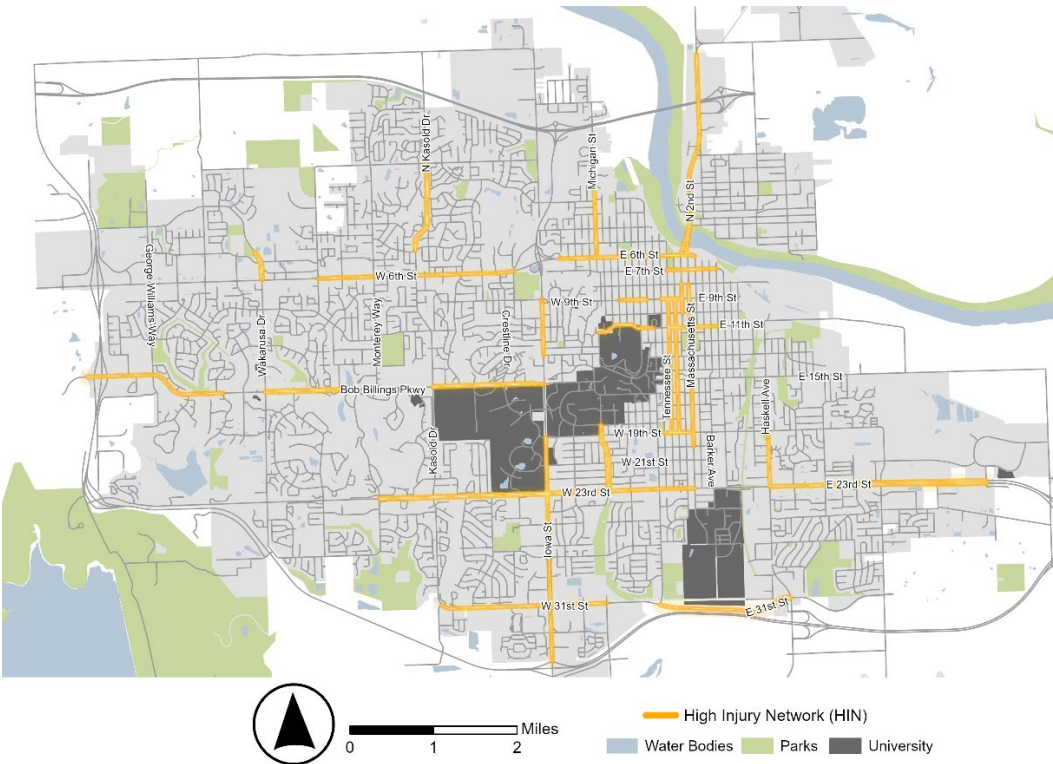 N Kasold Dr
Michigan St
N 2nd St
George Williams Way
E 6th St
E 7th St
W 6th St
Wakarusa Dr
Monterey Way
Crestline Dr
W 9th St
E 9th St
Massachusetts St
E 11th St
Tennessee St
Bob Billings Pkwy
E 15th St
Haskell Ave
Kasold Dr
W 19th St
Barker Ave
W 21st St
W 23rd St
E 23rd St
Iowa St
W 31st St
E 31st St
Miles
0 1 2
High Injury Network (HIN)
Water Bodies Parks University